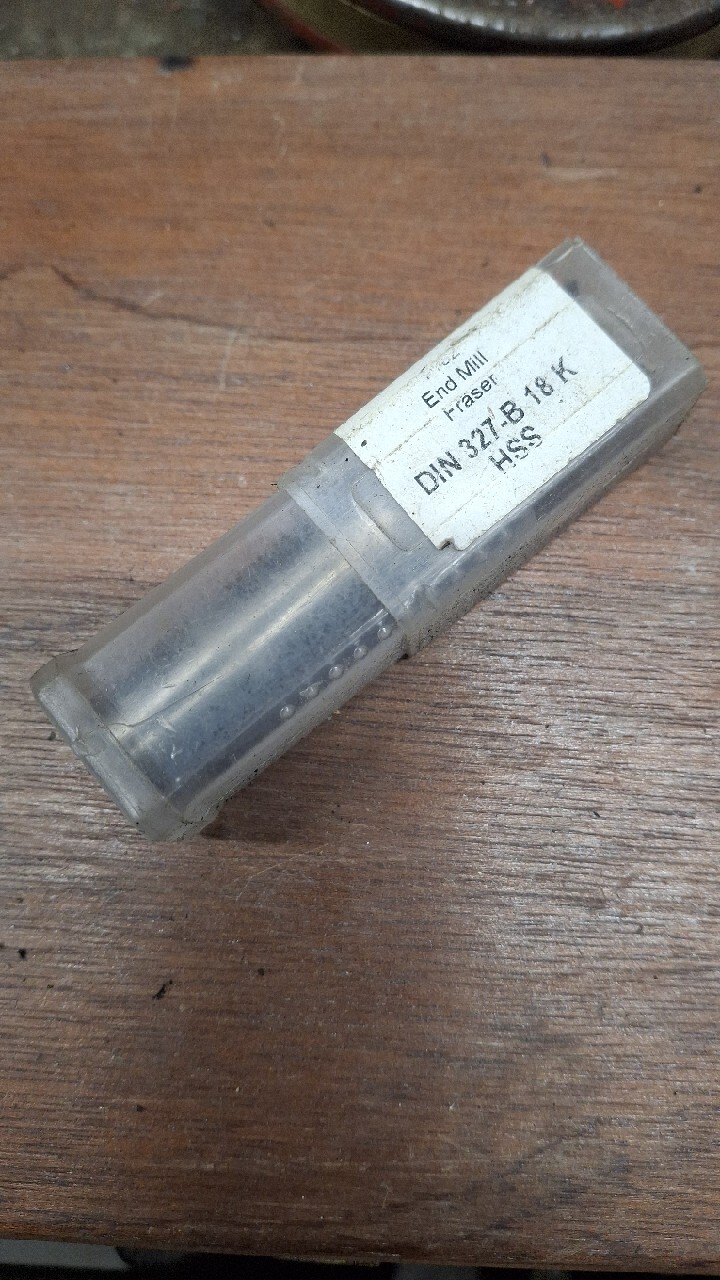 End Mill
Fraser
DIN 327-B 18 K
HSS